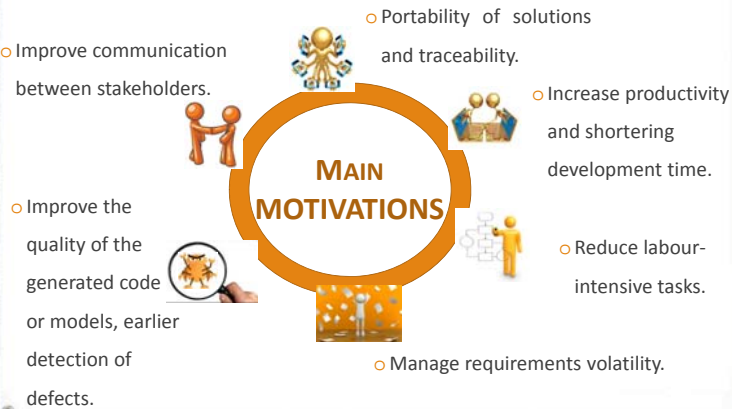 o Portability of solutions
and traceability.
o Improve communication
between stakeholders.
o Increase productivity
and shortering
development time.
MAIN
MOTIVATIONS
o Improve the
quality of the
generated code
or models, earlier
detection of
defects.
o Reduce labour-
intensive tasks.
o Manage requirements volatility.